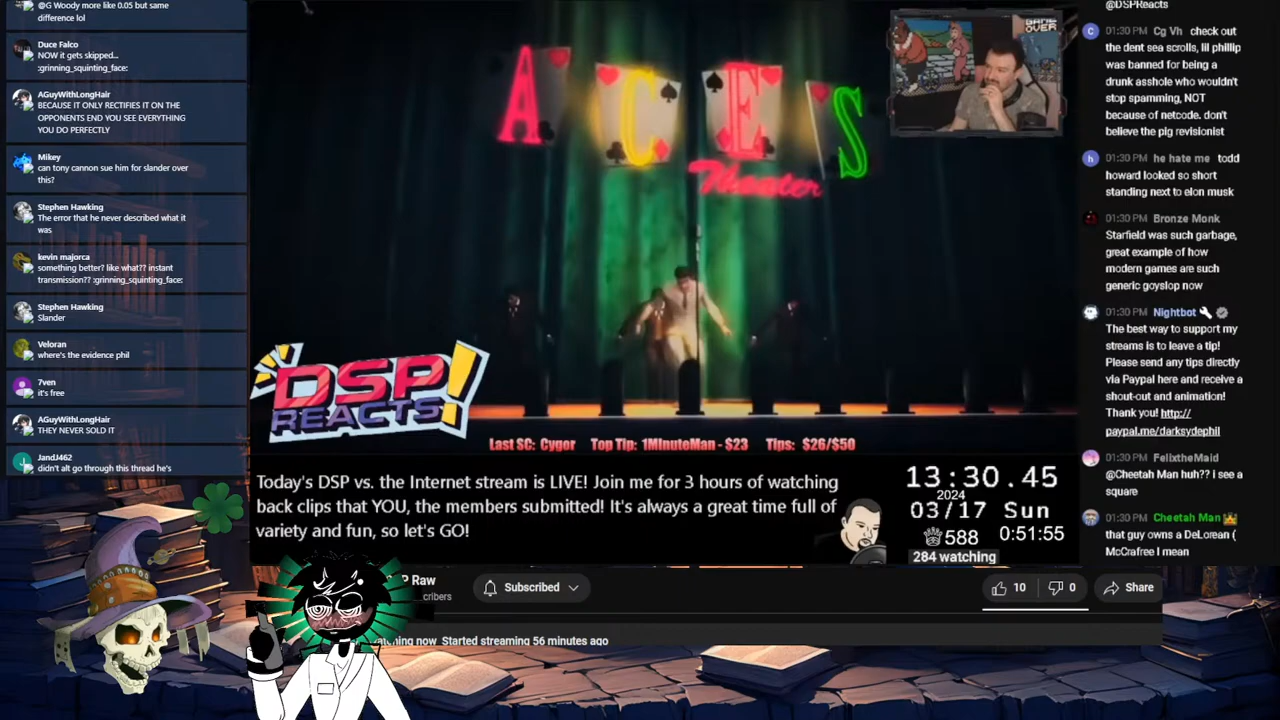 @G Woody more like 0.05 but same
difference lol
Duce Falco
NOW it gets skipped...
:grinning_squinting_face:
AGuyWithLongHair
BECAUSE IT ONLY RECTIFIES IT ON THE
OPPONENTS END YOU SEE EVERYTHING
YOU DO PERFECTLY
Mikey
can tony cannon sue him for slander over
this?
Stephen Hawking
The error that he never described what it
was
kevin majorca
something better? like what?? instant
transmission?? :grinning_squinting_face:
Stephen Hawking
Slander
Veloran
where's the evidence phil
7ven
it's free
AGuyWithLongHair
THEY NEVER SOLD IT
JandJ462
didn't alt go through this thread he's
ACES
Theater
GAME
OVER
DSP
REACTS!
Last SC: Cygor Top Tip: 1MinuteMan - $23 Tips: $26/$50
Today's DSP vs. the Internet stream is LIVE! Join me for 3 hours of watching
back clips that YOU, the members submitted! It's always a great time full of
variety and fun, so let's GO!
13:30.45
2024
03/17 Sun
588 0:51:55
284 watching
@DSPReacts
C 01:30 PM Cg Vh check out
the dent sea scrolls, lil phillip
was banned for being a
drunk asshole who wouldn't
stop spamming, NOT
because of netcode. don't
believe the pig revisionist
h 01:30 PM he hate me todd
howard looked so short
standing next to elon musk
01:30 PM Bronze Monk
Starfield was such garbage,
great example of how
modern games are such
generic goyslop now
01:30 PM Nightbot
The best way to support my
streams is to leave a tip!
Please send any tips directly
via Paypal here and receive a
shout-out and animation!
Thank you! http://
paypal.me/darksydephil
01:30 PM FelixtheMaid
@Cheetah Man huh?? i see a
square
01:30 PM Cheetah Man
that guy owns a DeLorean (
McCrafree I mean
P Raw
cribers
Subscribed
10
0
Share
atching now Started streaming 56 minutes ago